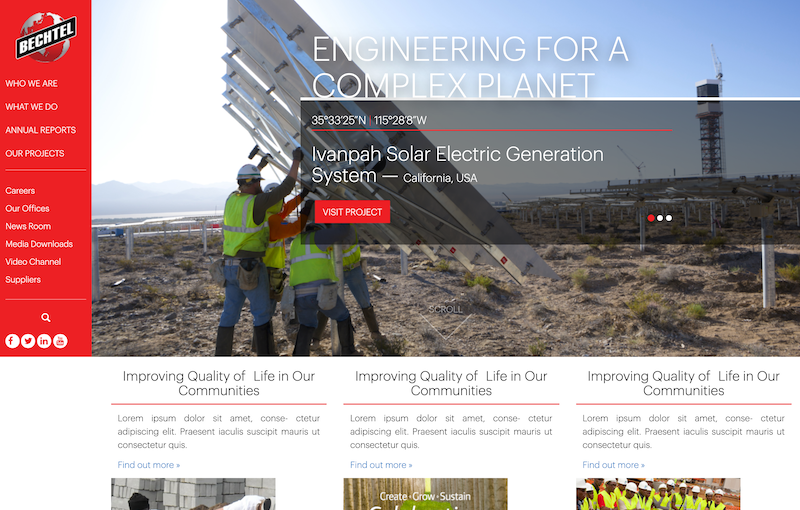 BECHTEL
WHO WE ARE
WHAT WE DO
ANNUAL REPORTS
OUR PROJECTS
Careers
Our Offices
News Room
Media Downloads
Video Channel
Suppliers
ENGINEERING FOR A
COMPLEX PLANET
35°33'25"N | 115°28'8"W
Ivanpah Solar Electric Generation
System — California, USA
VISIT PROJECT
SCROLL
Improving Quality of Life in Our
Communities
Lorem ipsum dolor sit amet, conse- ctetur
adipiscing elit. Praesent iaculis suscipit mauris ut
consectetur quis.
Find out more »
Improving Quality of Life in Our
Communities
Lorem ipsum dolor sit amet, conse- ctetur
adipiscing elit. Praesent iaculis suscipit mauris ut
consectetur quis.
Find out more »
Create · Grow · Sustain
Improving Quality of Life in Our
Communities
Lorem ipsum dolor sit amet, conse- ctetur
adipiscing elit. Praesent iaculis suscipit mauris ut
consectetur quis.
Find out more »